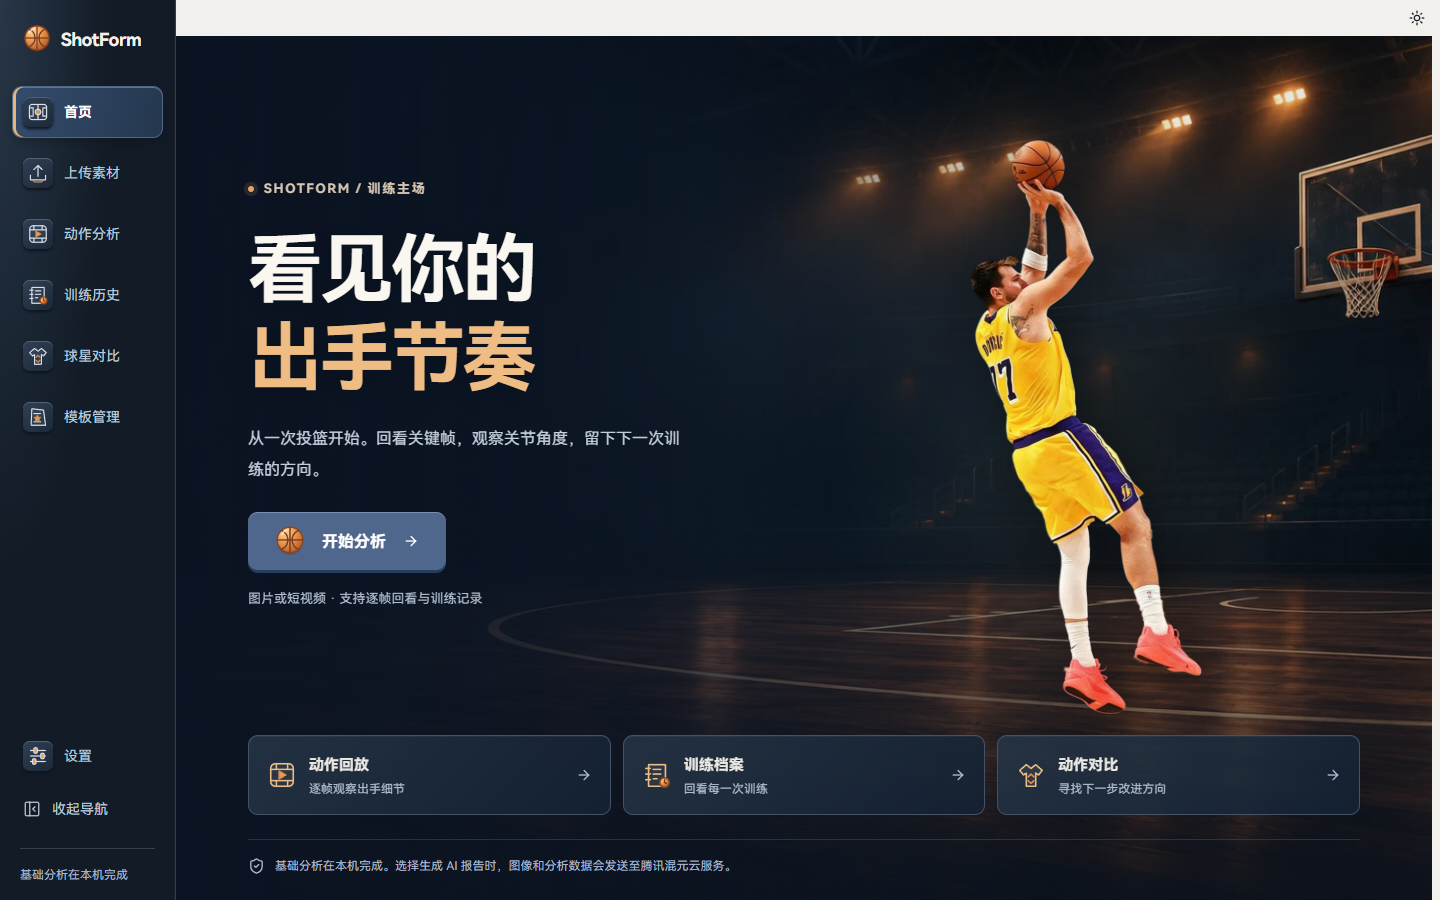 ShotForm
首页
上传素材
动作分析
训练历史
球星对比
模板管理
设置
收起导航
基础分析在本机完成
SHOTFORM / 训练主场
看见你的
出手节奏
从一次投篮开始。回看关键帧，观察关节角度，留下下一次训
练的方向。
开始分析
图片或短视频 · 支持逐帧回看与训练记录
77
动作回放
逐帧观察出手细节
训练档案
回看每一次训练
动作对比
寻找下一步改进方向
基础分析在本机完成。选择生成 AI 报告时，图像和分析数据会发送至腾讯混元云服务。